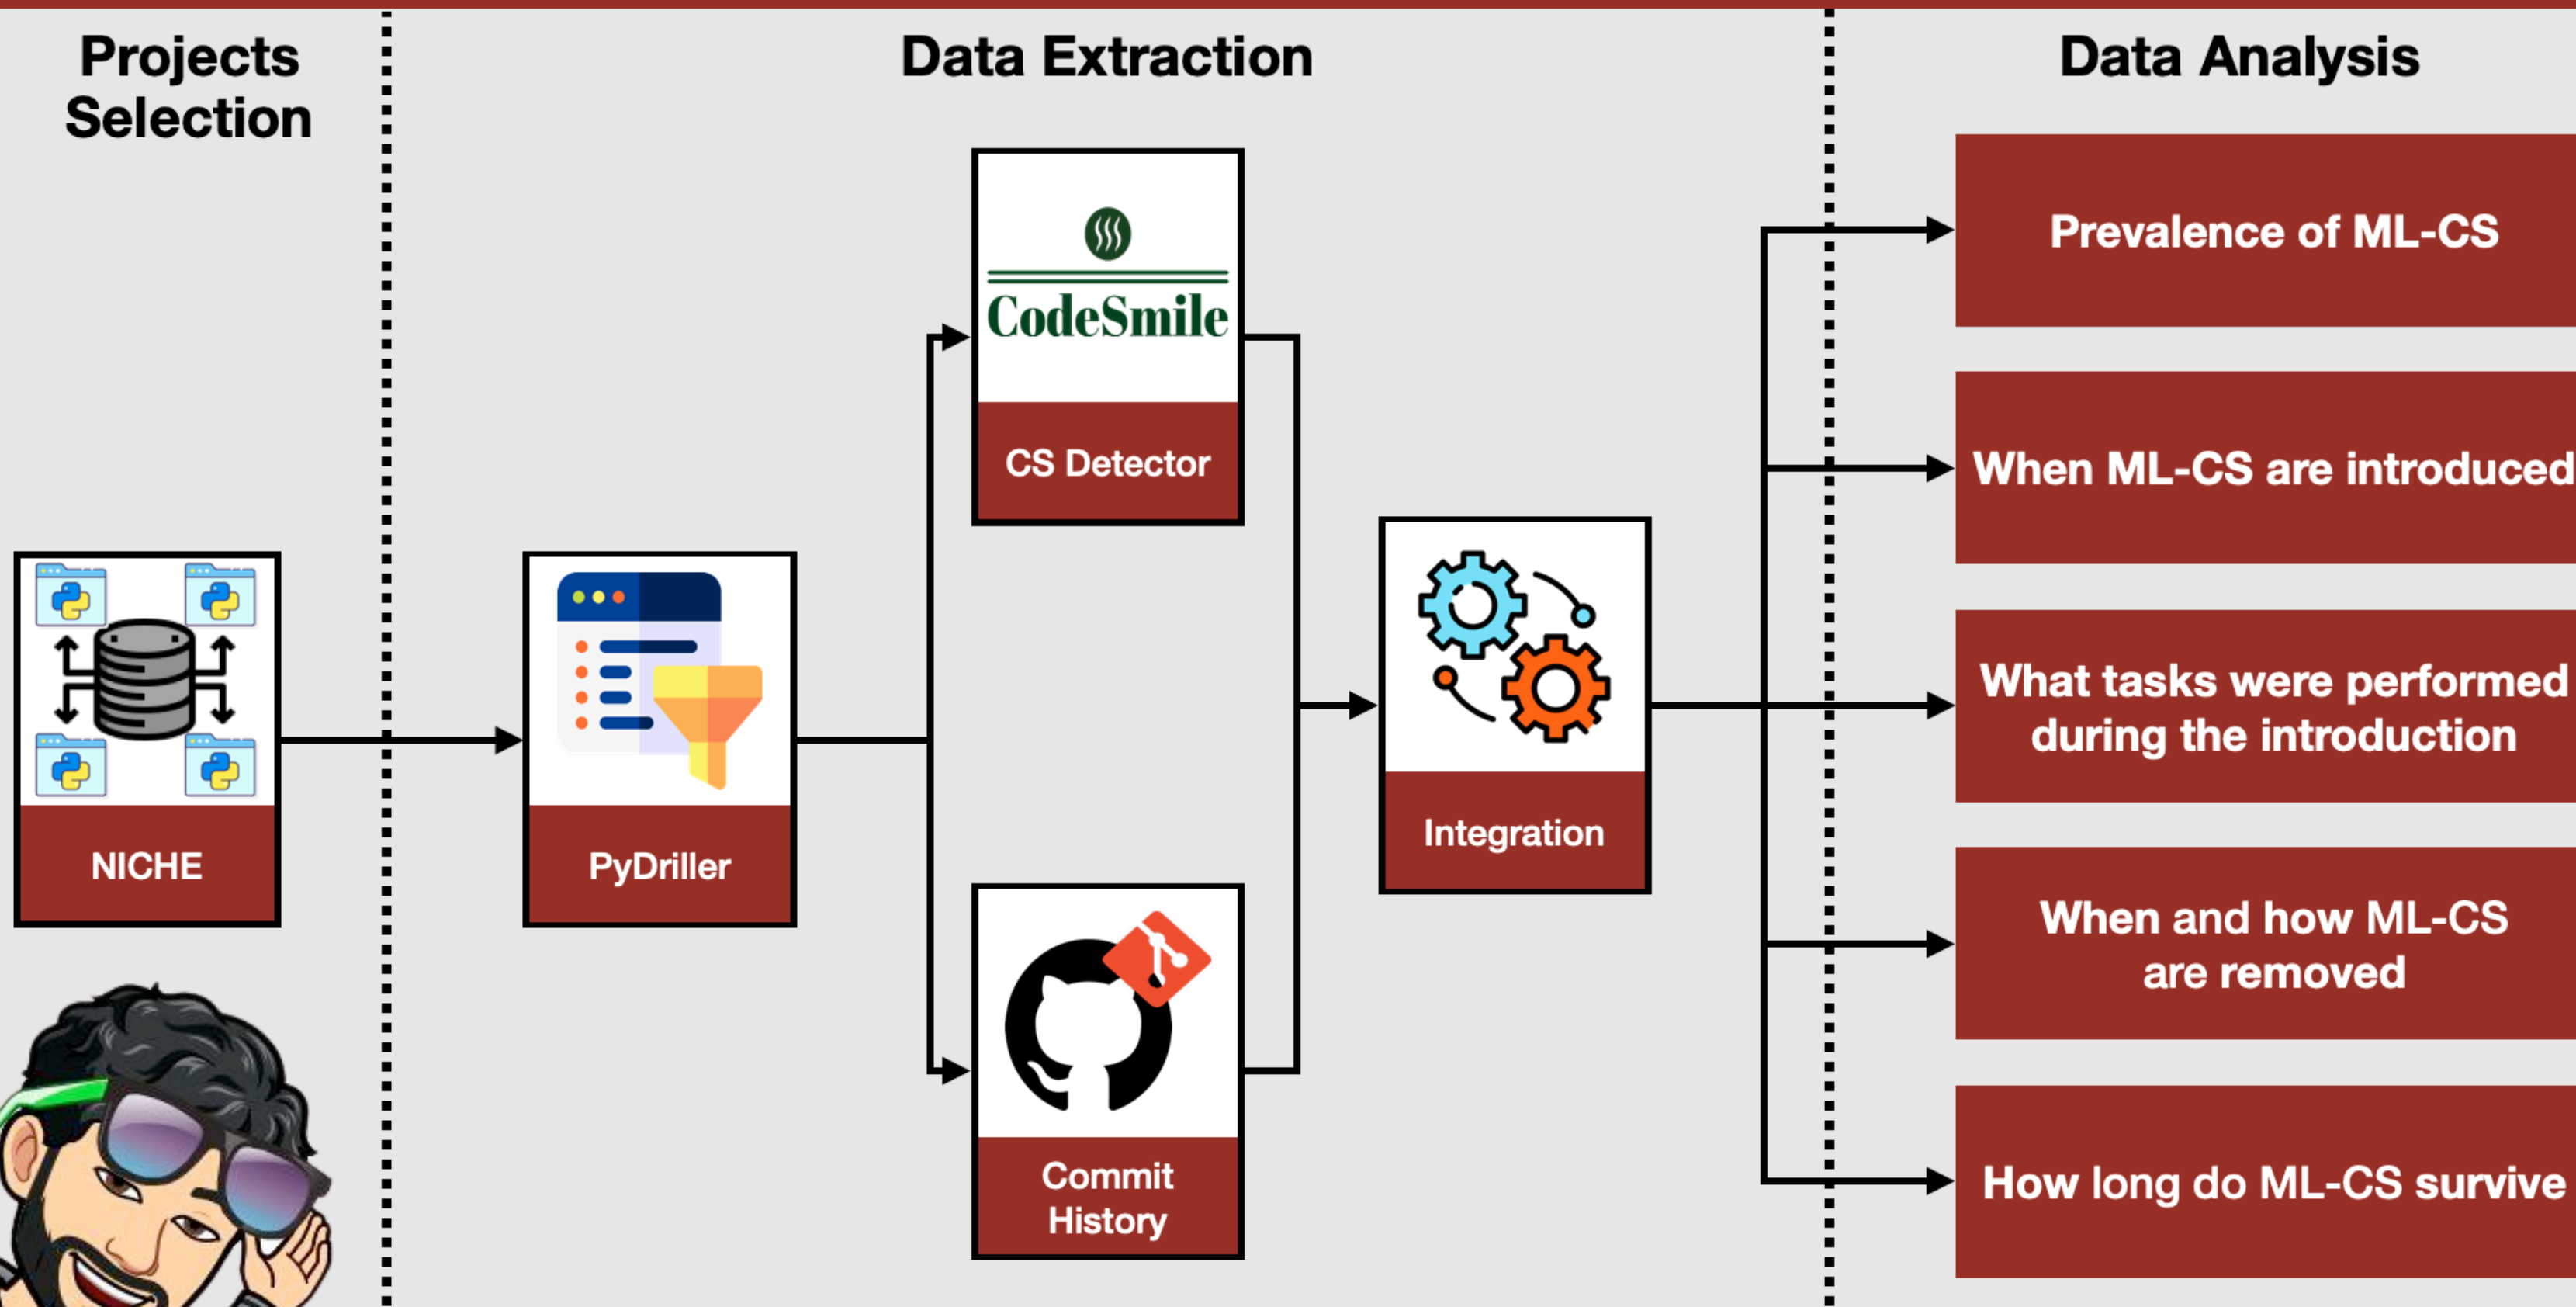 Projects
Selection
Data Extraction
Data Analysis
CodeSmile
CS Detector
NICHE
PyDriller
Commit
History
Integration
Prevalence of ML-CS
When ML-CS are introduced
What tasks were performed
during the introduction
When and how ML-CS
are removed
How long do ML-CS survive